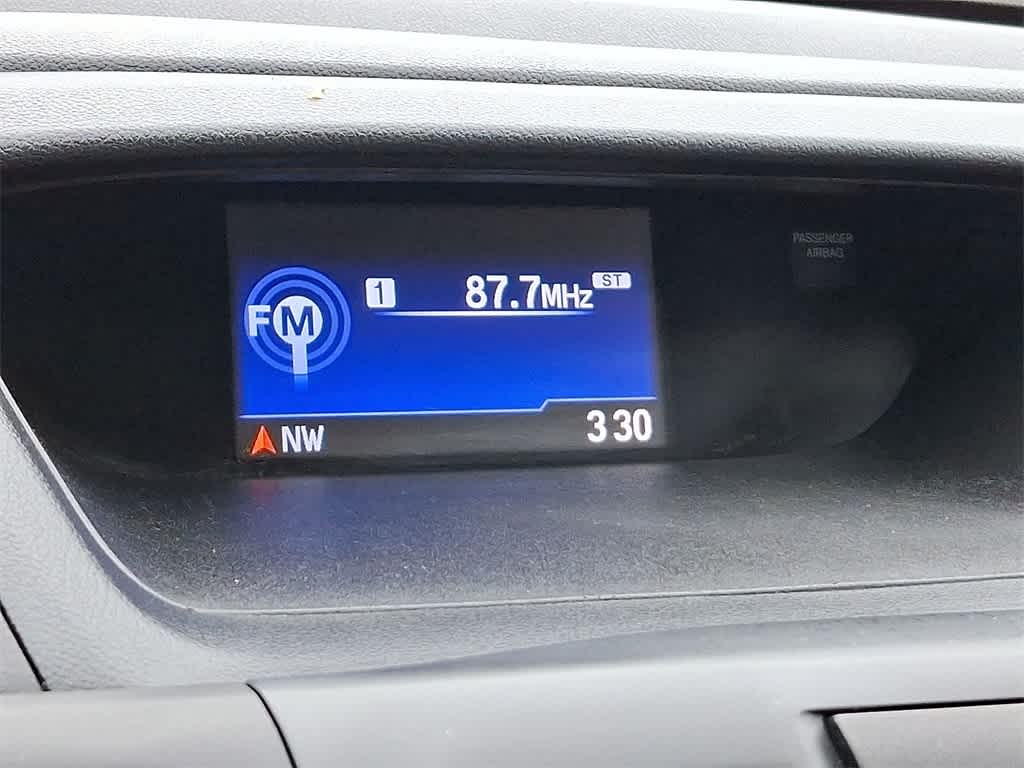 FM 1 87.7MHz ST
NW 3 30
PASSENGER
AIRBAG